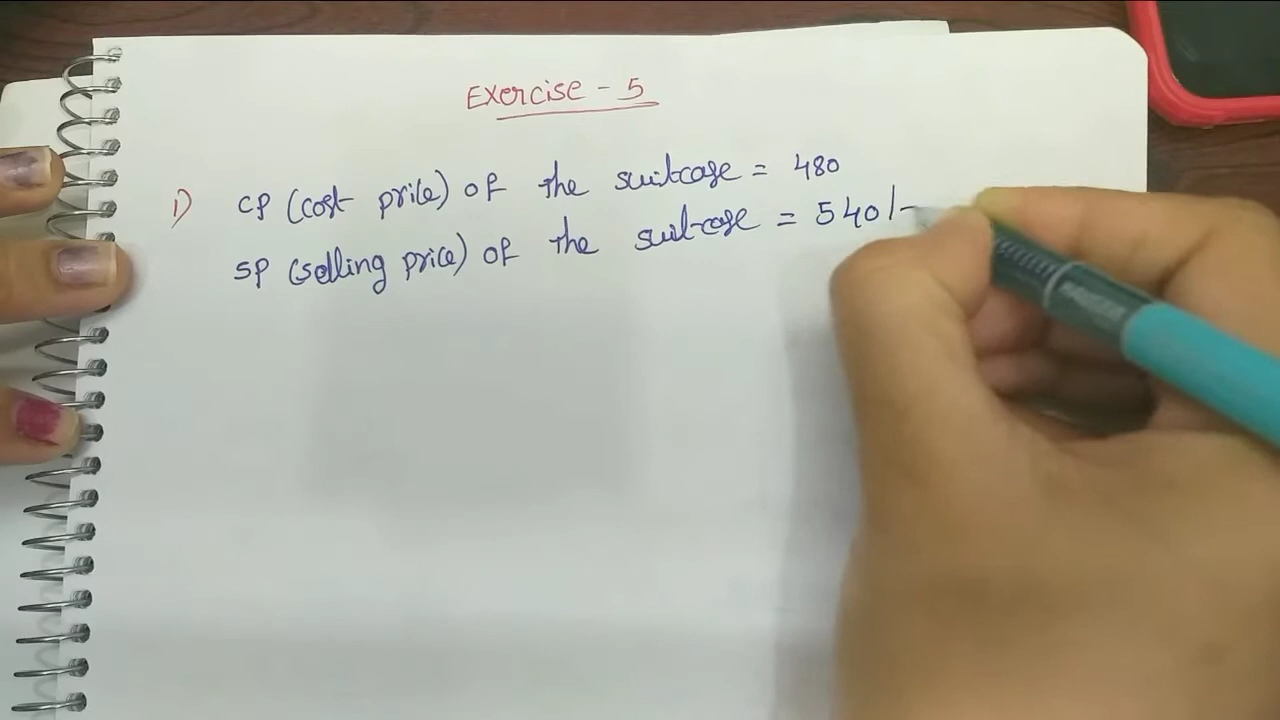 Exercise - 5
1) CP (cost price) of the suitcase = 480
SP (selling price) of the suitcase = 540/-